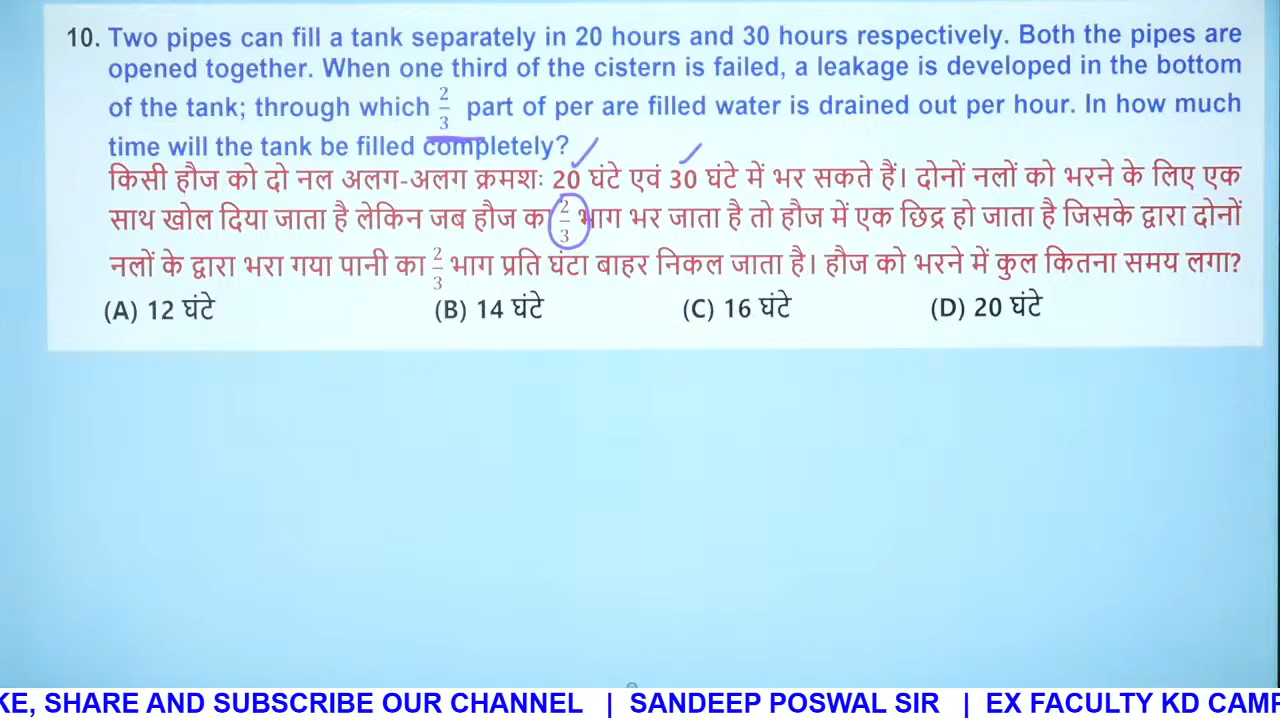 10. Two pipes can fill a tank separately in 20 hours and 30 hours respectively. Both the pipes are
opened together. When one third of the cistern is failed, a leakage is developed in the bottom
of the tank; through which 2/3 part of per are filled water is drained out per hour. In how much
time will the tank be filled completely?
किसी हौज को दो नल अलग-अलग क्रमशः 20 घंटे एवं 30 घंटे में भर सकते हैं। दोनों नलों को भरने के लिए एक
साथ खोल दिया जाता है लेकिन जब हौज का 2/3 भाग भर जाता है तो हौज में एक छिद्र हो जाता है जिसके द्वारा दोनों
नलों के द्वारा भरा गया पानी का 2/3 भाग प्रति घंटा बाहर निकल जाता है। हौज को भरने में कुल कितना समय लगा?
(A) 12 घंटे (B) 14 घंटे (C) 16 घंटे (D) 20 घंटे
KE, SHARE AND SUBSCRIBE OUR CHANNEL | SANDEEP POSWAL SIR | EX FACULTY KD CAMP